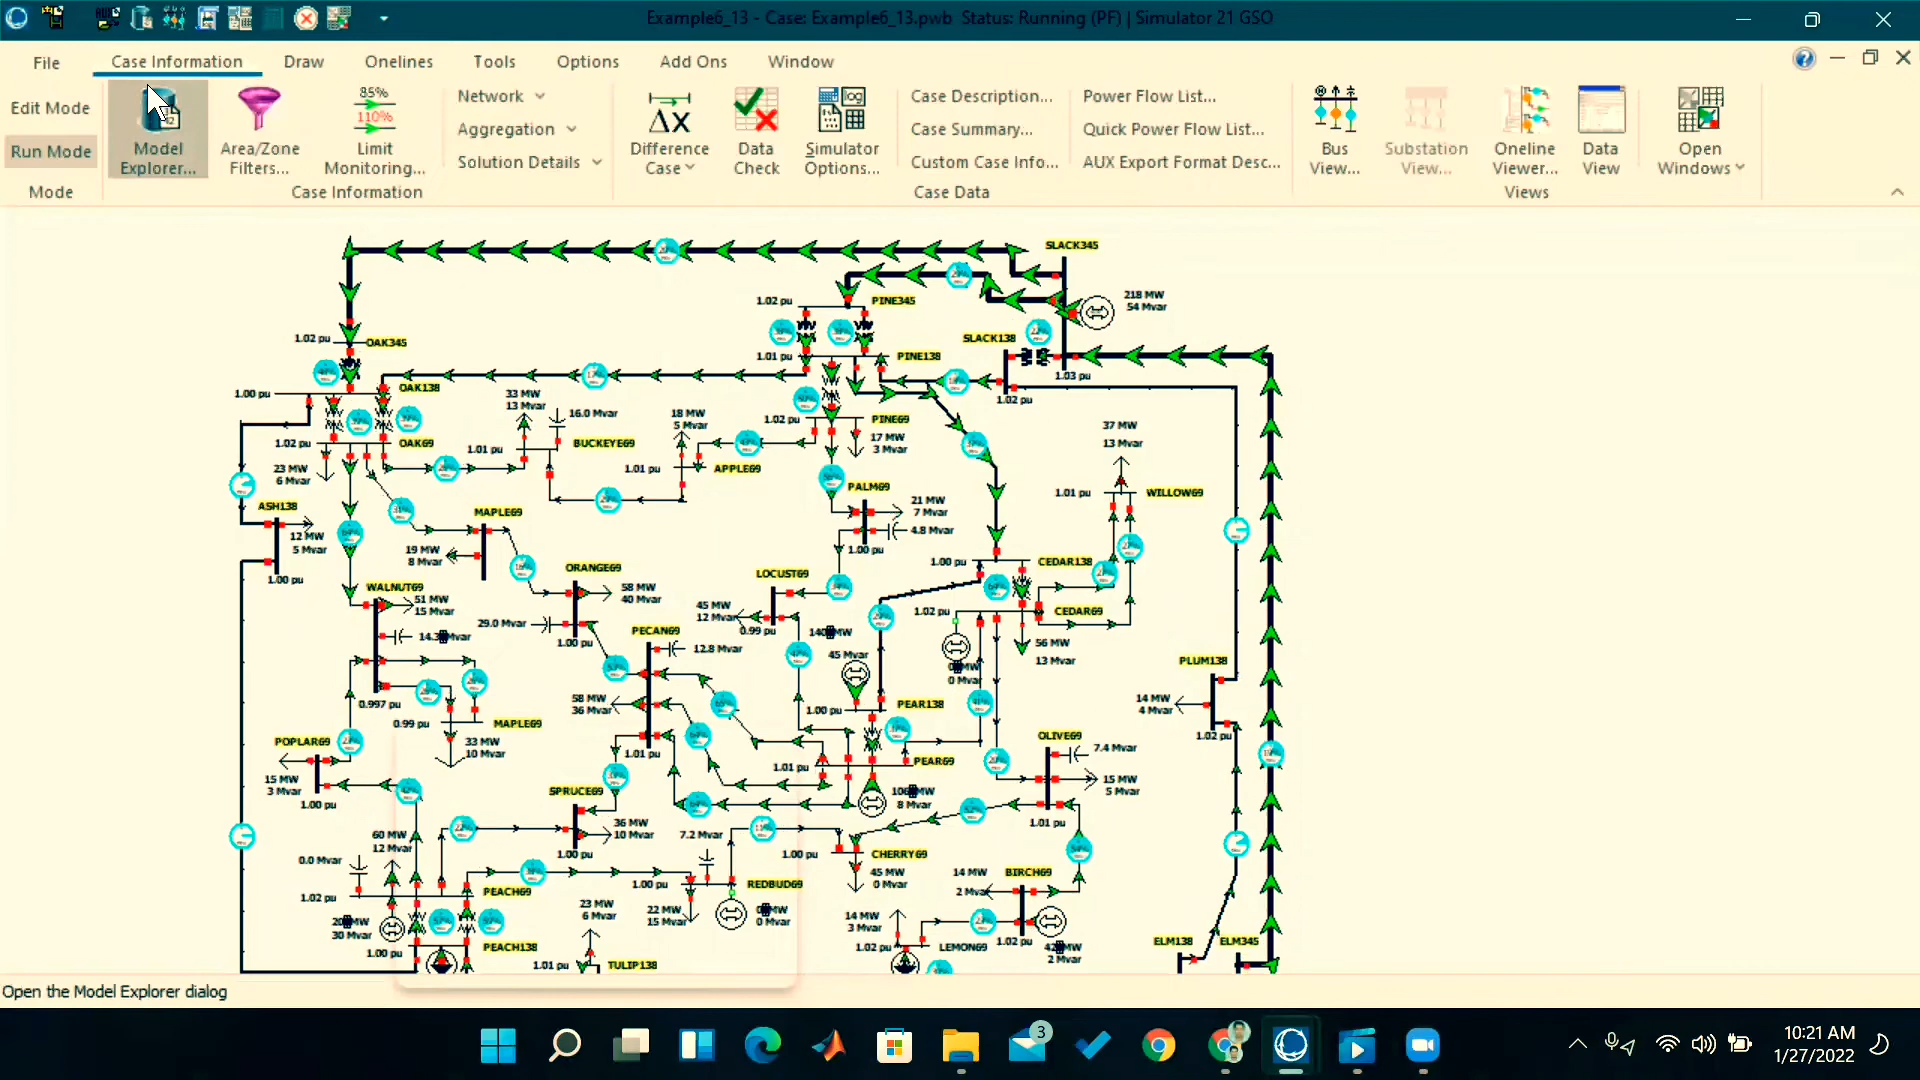 Example6_13 - Case: Example6_13.pwb Status: Running (PF) | Simulator 21 GSO
File
Case Information
Draw
Onelines
Tools
Options
Add Ons
Window
Edit Mode
Run Mode
Mode
Model Explorer...
Area/Zone Filters...
85%
110%
Limit Monitoring...
Case Information
Network
Aggregation
Solution Details
Difference Case
Data Check
Simulator Options...
Case Description...
Case Summary...
Custom Case Info...
Power Flow List...
Quick Power Flow List...
AUX Export Format Desc...
Case Data
Bus View...
Substation View...
Oneline Viewer...
Data View
Views
Open Windows
SLACK345
218 MW
54 Mvar
1.02 pu
PINE345
SLACK138
1.02 pu
OAK345
1.01 pu
PINE138
1.03 pu
1.00 pu
OAK138
1.02 pu
33 MW
13 Mvar
16.0 Mvar
18 MW
5 Mvar
1.02 pu
PINE69
17 MW
3 Mvar
37 MW
13 Mvar
1.02 pu
OAK69
1.01 pu
BUCKEYE69
1.01 pu
APPLE69
23 MW
6 Mvar
PALM69
1.01 pu
WILLOW69
ASH138
MAPLE69
21 MW
7 Mvar
12 MW
5 Mvar
4.8 Mvar
19 MW
8 Mvar
1.00 pu
1.00 pu
CEDAR138
1.00 pu
ORANGE69
LOCUST69
WALNUT69
58 MW
40 Mvar
51 MW
15 Mvar
45 MW
12 Mvar
1.02 pu
CEDAR69
29.0 Mvar
0.99 pu
PECAN69
1.00 pu
12.8 Mvar
45 Mvar
56 MW
13 Mvar
0 Mvar
PLUM138
58 MW
36 Mvar
0.997 pu
14 MW
4 Mvar
0.99 pu
MAPLE69
1.00 pu
PEAR138
1.02 pu
POPLAR69
33 MW
10 Mvar
1.01 pu
OLIVE69
7.4 Mvar
1.01 pu
PEAR69
15 MW
3 Mvar
15 MW
5 Mvar
1.00 pu
SPRUCE69
8 Mvar
1.01 pu
36 MW
10 Mvar
60 MW
12 Mvar
7.2 Mvar
0.0 Mvar
1.00 pu
1.00 pu
CHERRY69
45 MW
0 Mvar
14 MW
BIRCH69
1.02 pu
PEACH69
1.00 pu
REDBUD69
23 MW
6 Mvar
22 MW
15 Mvar
0 Mvar
14 MW
3 Mvar
30 Mvar
1.00 pu
PEACH138
1.02 pu
LEMON69
1.02 pu
2 Mvar
ELM138
ELM345
1.01 pu
TULIP138
Open the Model Explorer dialog
3
10:21 AM
1/27/2022